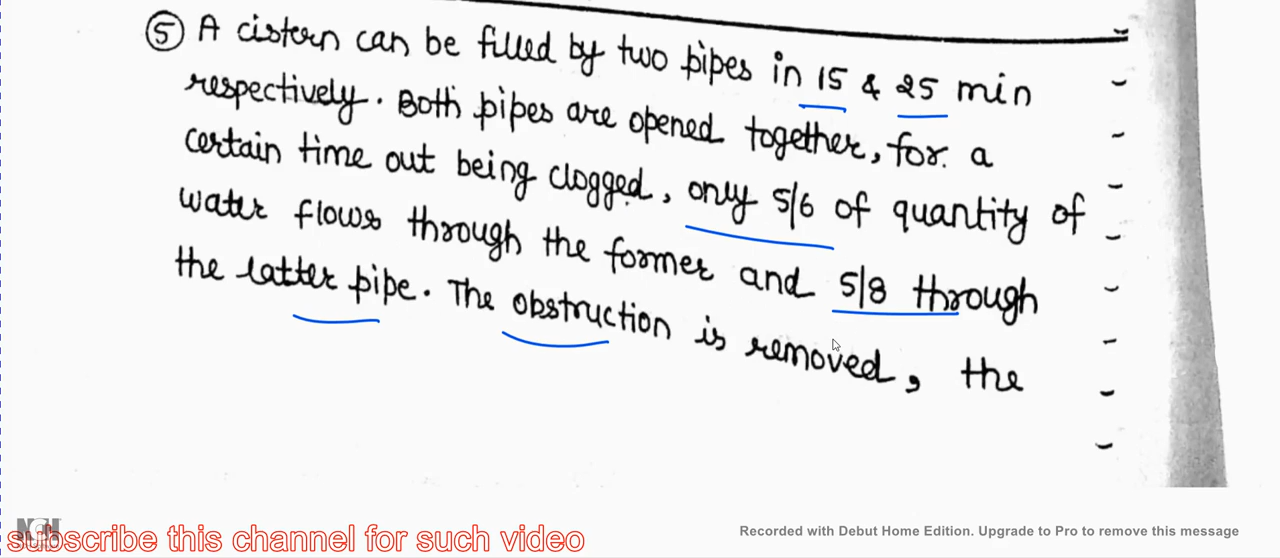 ⑤ A cistern can be filled by two pipes in 15 & 25 min
respectively. Both pipes are opened together, for a
certain time out being clogged, only 5/6 of quantity of
water flows through the former and 5/8 through
the latter pipe. The obstruction is removed, the
NCH
subscribe this channel for such video
Recorded with Debut Home Edition. Upgrade to Pro to remove this message